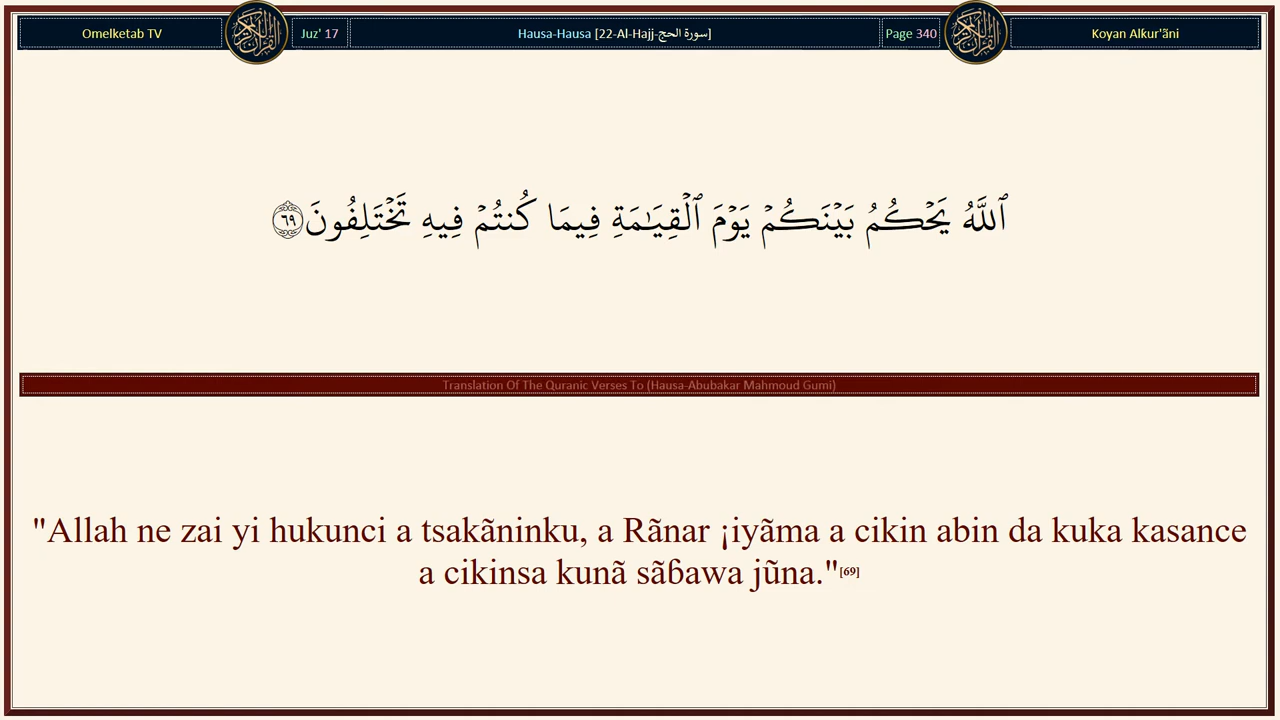 Omelketab TV
Juz' 17
Hausa-Hausa [22-Al-Hajj-سورة الحج]
Page 340
Koyan Alƙur'ãni
ٱللَّهُ يَحۡكُمُ بَيۡنَكُمۡ يَوۡمَ ٱلۡقِيَٰمَةِ فِيمَا كُنتُمۡ فِيهِ تَخۡتَلِفُونَ ٦٩
Translation Of The Quranic Verses To (Hausa-Abubakar Mahmoud Gumi)
"Allah ne zai yi hukunci a tsakãninku, a Rãnar ¡iyãma a cikin abin da kuka kasance
a cikinsa kunã sãɓawa jũna."[69]